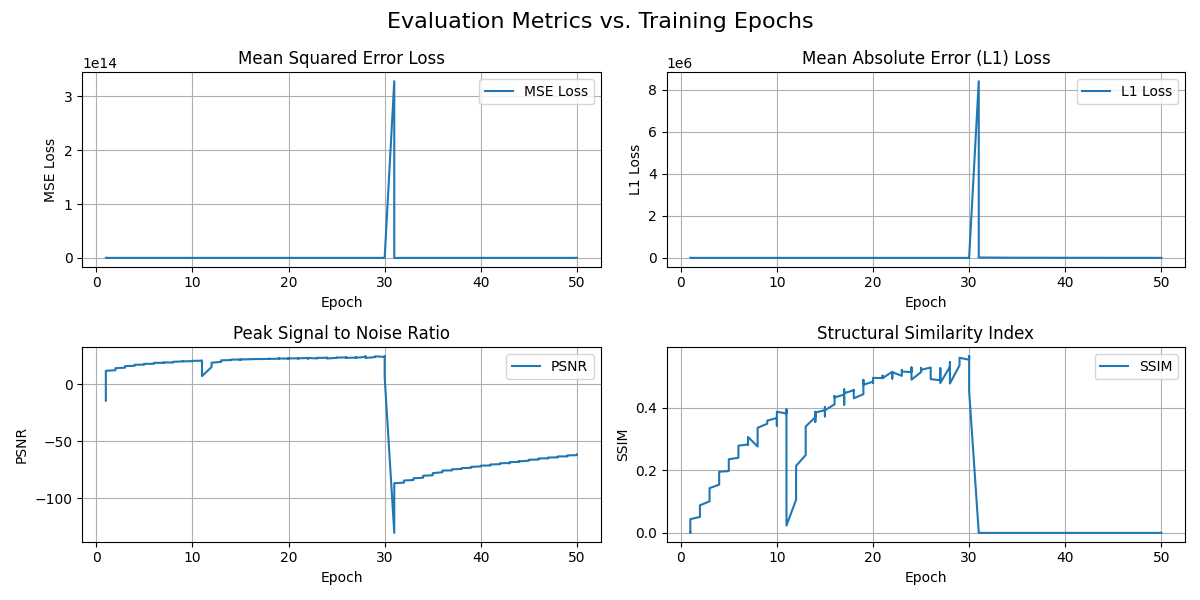 Evaluation Metrics vs. Training Epochs
Mean Squared Error Loss
1e14
MSE Loss
3
2
1
0
MSE Loss
0 10 20 30 40 50
Epoch
Mean Absolute Error (L1) Loss
1e6
L1 Loss
8
6
4
2
0
L1 Loss
0 10 20 30 40 50
Epoch
Peak Signal to Noise Ratio
PSNR
0
−50
−100
PSNR
0 10 20 30 40 50
Epoch
Structural Similarity Index
SSIM
0.4
0.2
0.0
SSIM
0 10 20 30 40 50
Epoch